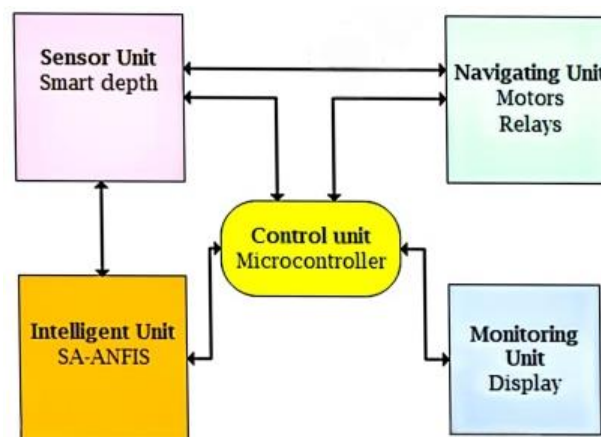 Sensor Unit
Smart depth
Navigating Unit
Motors
Relays
Control unit
Microcontroller
Intelligent Unit
SA-ANFIS
Monitoring
Unit
Display